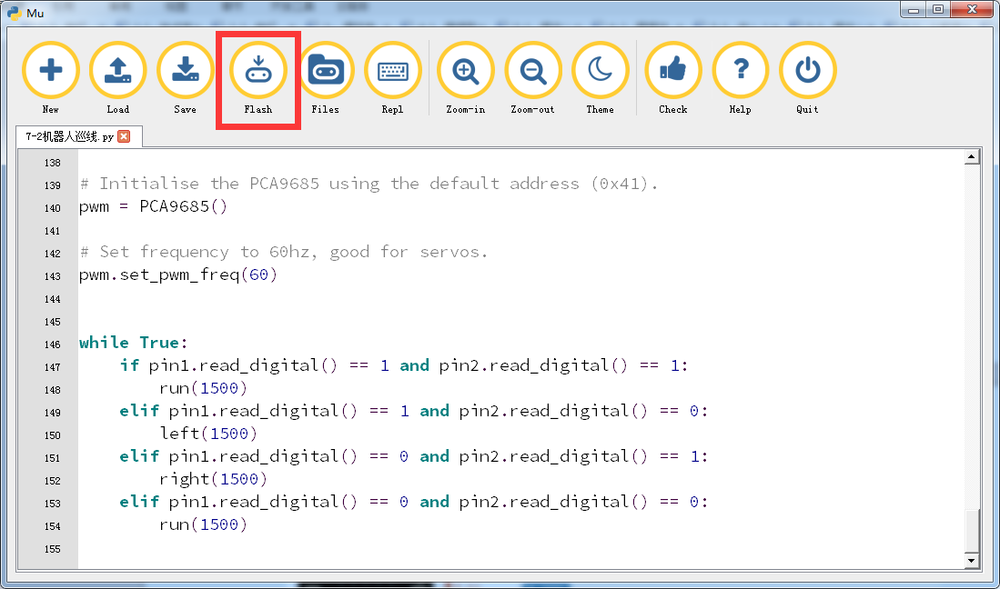 Mu
New Load Save Flash Files Repl Zoom-in Zoom-out Theme Check Help Quit
7-2机器人巡线.py
138
139 # Initialise the PCA9685 using the default address (0x41).
140 pwm = PCA9685()
141
142 # Set frequency to 60hz, good for servos.
143 pwm.set_pwm_freq(60)
144
145
146 while True:
147     if pin1.read_digital() == 1 and pin2.read_digital() == 1:
148         run(1500)
149     elif pin1.read_digital() == 1 and pin2.read_digital() == 0:
150         left(1500)
151     elif pin1.read_digital() == 0 and pin2.read_digital() == 1:
152         right(1500)
153     elif pin1.read_digital() == 0 and pin2.read_digital() == 0:
154         run(1500)
155